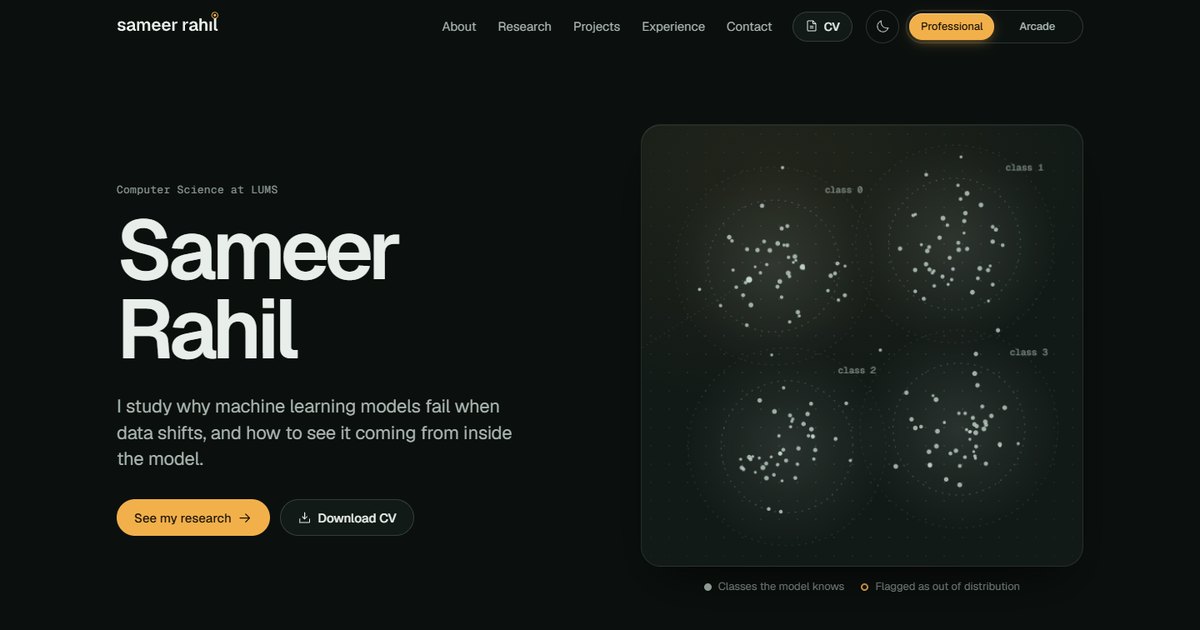 sameer rahil
About
Research
Projects
Experience
Contact
CV
Professional
Arcade
Computer Science at LUMS
Sameer
Rahil
I study why machine learning models fail when
data shifts, and how to see it coming from inside
the model.
See my research →
Download CV
class 0
class 1
class 2
class 3
Classes the model knows
Flagged as out of distribution